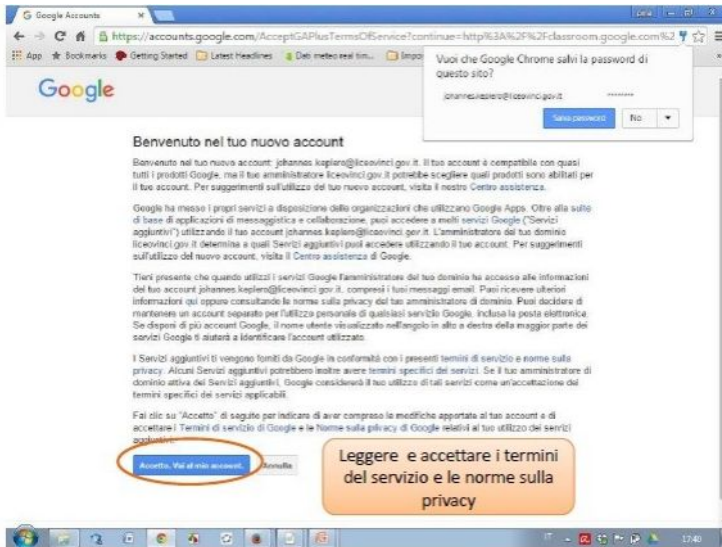 Google Accounts
https://accounts.google.com/AcceptGAPlusTermsOfService?continue=http%3A%2F%2Fclassroom.google.com%2
App Bookmarks Getting Started Latest Headlines Dati meteo real tim...
Vuoi che Google Chrome salvi la password di
questo sito?
johannes.keplero@liceovinci.gov.it ********
Salva password No
Google
Benvenuto nel tuo nuovo account
Benvenuto nel tuo nuovo account: johannes.keplero@liceovinci.gov.it. Il tuo account è compatibile con quasi
tutti i prodotti Google, ma il tuo amministratore liceovinci.gov.it potrebbe scegliere quali prodotti sono abilitati per
il tuo account. Per suggerimenti sull'utilizzo del tuo nuovo account, visita il nostro Centro assistenza.
Google ha messo i propri servizi a disposizione delle organizzazioni che utilizzano Google Apps. Oltre alla suite
di base di applicazioni di messaggistica e collaborazione, puoi accedere a molti servizi Google ("Servizi
aggiuntivi") utilizzando il tuo account johannes.keplero@liceovinci.gov.it. L'amministratore del tuo dominio
liceovinci.gov.it determina a quali Servizi aggiuntivi puoi accedere utilizzando il tuo account. Per suggerimenti
sull'utilizzo del nuovo account, visita il Centro assistenza di Google.
Tieni presente che quando utilizzi i servizi Google l'amministratore del tuo dominio ha accesso alle informazioni
del tuo account johannes.keplero@liceovinci.gov.it, compresi i tuoi messaggi email. Puoi ricevere ulteriori
informazioni qui oppure consultando le norme sulla privacy del tuo amministratore di dominio. Puoi decidere di
mantenere un account separato per l'utilizzo personale di qualsiasi servizio Google, inclusa la posta elettronica.
Se disponi di più account Google, il nome utente visualizzato nell'angolo in alto a destra della maggior parte dei
servizi Google ti aiuterà a identificare l'account utilizzato.
I Servizi aggiuntivi ti vengono forniti da Google in conformità con i presenti termini di servizio e norme sulla
privacy. Alcuni Servizi aggiuntivi potrebbero inoltre avere termini specifici dei servizi. Se il tuo amministratore di
dominio attiva dei Servizi aggiuntivi, Google considererà il tuo utilizzo di tali servizi come un'accettazione dei
termini specifici dei servizi applicabili.
Fai clic su "Accetto" di seguito per indicare di aver compreso le modifiche apportate al tuo account e di
accettare i Termini di servizio di Google e le Norme sulla privacy di Google relativi al tuo utilizzo dei servizi
aggiuntivi.
Accetto. Vai al mio account. Annulla
Leggere e accettare i termini
del servizio e le norme sulla
privacy
IT 17:40